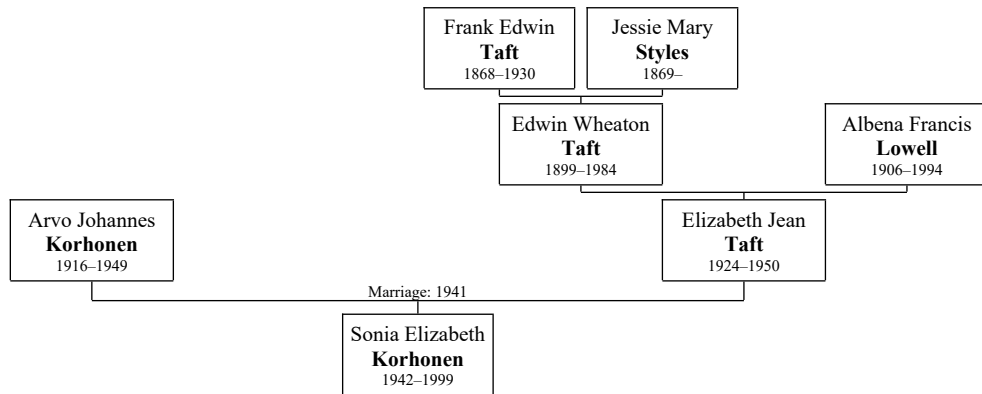 Frank Edwin
Taft
1868–1930
Jessie Mary
Styles
1869–
Edwin Wheaton
Taft
1899–1984
Albena Francis
Lowell
1906–1994
Arvo Johannes
Korhonen
1916–1949
Elizabeth Jean
Taft
1924–1950
Marriage: 1941
Sonia Elizabeth
Korhonen
1942–1999